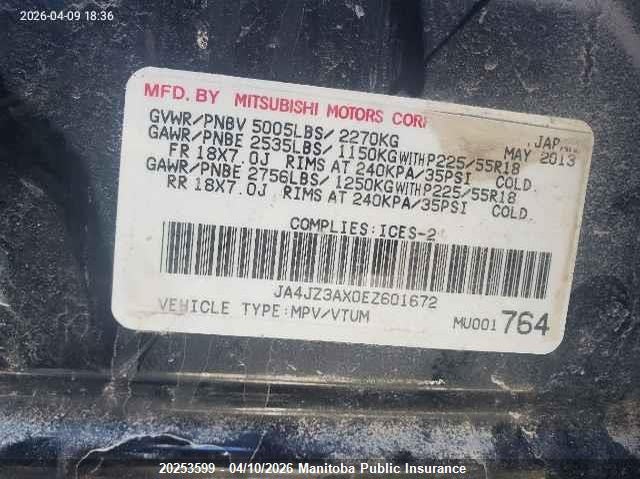 2026-04-09 18:36
MFD. BY MITSUBISHI MOTORS
GVWR/PNBV 5005LBS/2270KG MAY 2013
GAWR/PNBE 2535LBS/1150KG WITH P225/55R18
FR 18X7.0J RIMS AT 240KPA/35PSI COLD.
GAWR/PNBE 2756LBS/1250KG WITH P225/55R18
RR 18X7.0J RIMS AT 240KPA/35PSI COLD.
COMPLIES:ICES-2
JA4JZ3AX0EZ601672
VEHICLE TYPE:MPV/VTUM MU001 764
20253599 - 04/10/2026 Manitoba Public Insurance